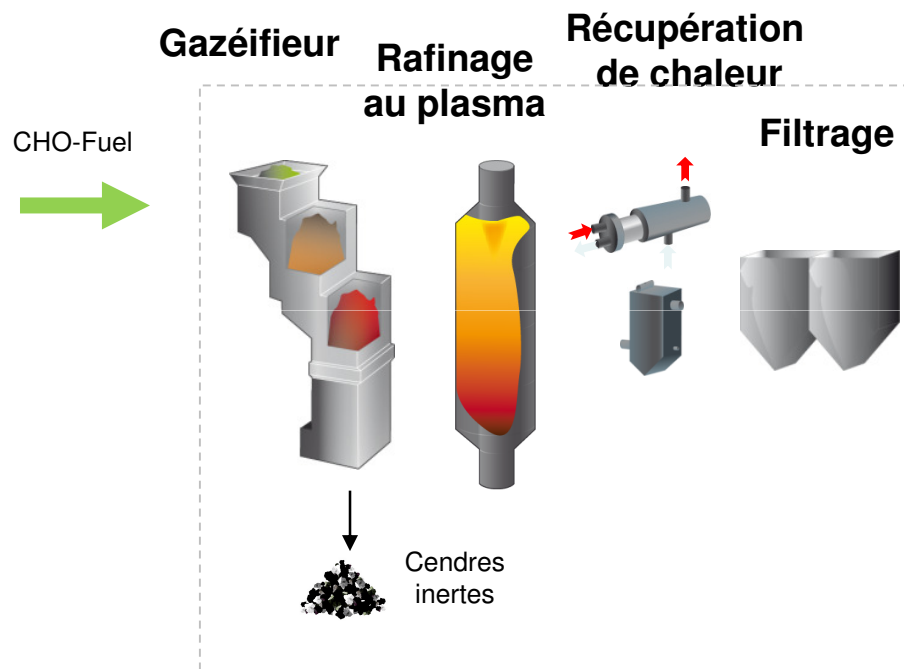 Gazéifieur
Rafinage
au plasma
Récupération
de chaleur
Filtrage
CHO-Fuel
Cendres
inertes